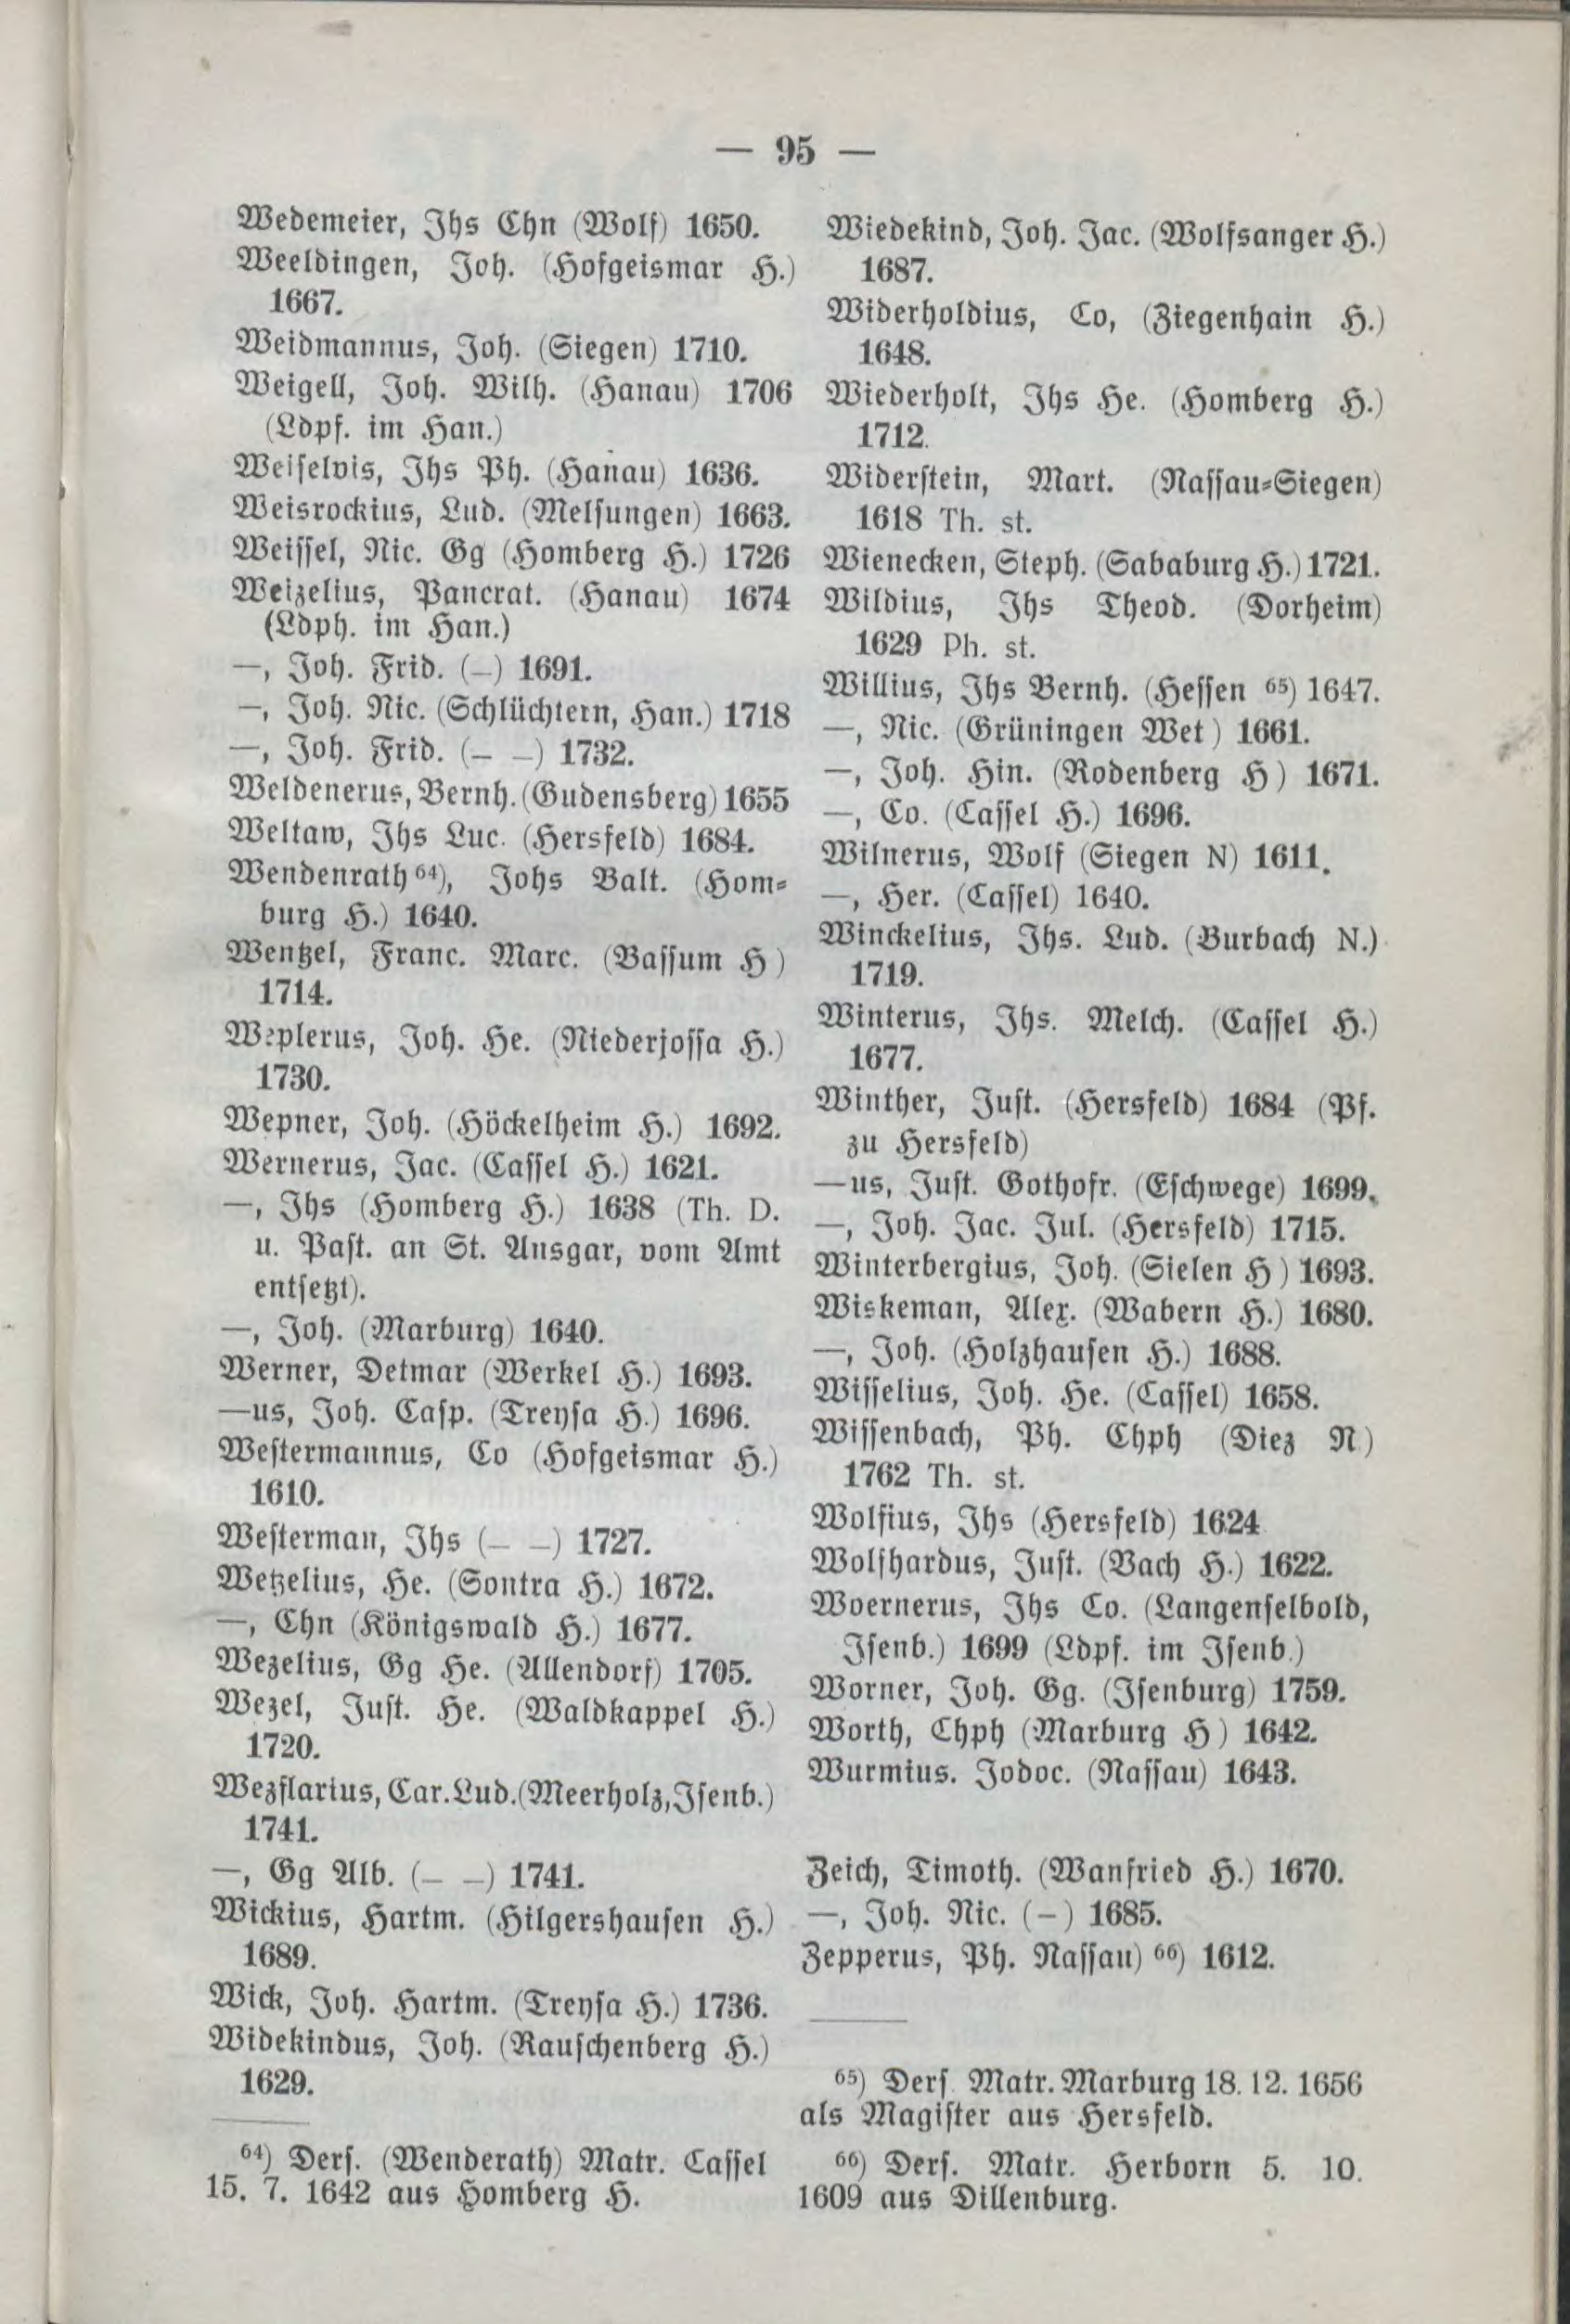 — 95 —
Wedemeier, Jhs Chn (Wolf) 1650.
Weeldingen, Joh. (Hofgeismar H.)
1667.
Weidmannus, Joh. (Siegen) 1710.
Weigell, Joh. Wilh. (Hanau) 1706
(Ldpf. im Han.)
Weiselvis, Jhs Ph. (Hanau) 1636.
Weisrockius, Lud. (Melsungen) 1663.
Weissel, Nic. Gg (Homberg H.) 1726
Weizelius, Pancrat. (Hanau) 1674
(Ldph. im Han.)
—, Joh. Frid. (–) 1691.
—, Joh. Nic. (Schlüchtern, Han.) 1718
—, Joh. Frid. (– –) 1732.
Weldenerus, Bernh. (Gudensberg) 1655
Weltaw, Jhs Luc. (Hersfeld) 1684.
Wendenrath 64), Johs Balt. (Hom-
burg H.) 1640.
Wentzel, Franc. Marc. (Bassum H )
1714.
Weplerus, Joh. He. (Niederjossa H.)
1730.
Wepner, Joh. (Höckelheim H.) 1692.
Wernerus, Jac. (Cassel H.) 1621.
—, Jhs (Homberg H.) 1638 (Th. D.
u. Past. an St. Ansgar, vom Amt
entsetzt).
—, Joh. (Marburg) 1640.
Werner, Detmar (Werkel H.) 1693.
—us, Joh. Casp. (Treysa H.) 1696.
Westermannus, Co (Hofgeismar H.)
1610.
Westerman, Jhs (– –) 1727.
Wetzelius, He. (Sontra H.) 1672.
—, Chn (Königswald H.) 1677.
Wezelius, Gg He. (Allendorf) 1705.
Wezel, Just. He. (Waldkappel H.)
1720.
Wezflarius, Car. Lud. (Meerholz, Isenb.)
1741.
—, Gg Alb. (– –) 1741.
Wickius, Hartm. (Hilgershausen H.)
1689.
Wick, Joh. Hartm. (Treysa H.) 1736.
Widekindus, Joh. (Rauschenberg H.)
1629.
64) Ders. (Wenderath) Matr. Cassel
15. 7. 1642 aus Homberg H.
Wiedekind, Joh. Jac. (Wolfsanger H.)
1687.
Widerholdius, Co, (Ziegenhain H.)
1648.
Wiederholt, Jhs He. (Homberg H.)
1712.
Widerstein, Mart. (Nassau-Siegen)
1618 Th. st.
Wienecken, Steph. (Sababurg H.) 1721.
Wildius, Jhs Theod. (Dorheim)
1629 Ph. st.
Willius, Jhs Bernh. (Hessen 65) 1647.
—, Nic. (Grüningen Wet ) 1661.
—, Joh. Hin. (Rodenberg H ) 1671.
—, Co. (Cassel H.) 1696.
Wilnerus, Wolf (Siegen N) 1611.
—, Her. (Cassel) 1640.
Winckelius, Jhs. Lud. (Burbach N.)
1719.
Winterus, Jhs. Melch. (Cassel H.)
1677.
Winther, Just. (Hersfeld) 1684 (Pf.
zu Hersfeld)
—us, Just. Gothofr. (Eschwege) 1699.
—, Joh. Jac. Jul. (Hersfeld) 1715.
Winterbergius, Joh. (Sielen H ) 1693.
Wiskeman, Alex. (Wabern H.) 1680.
—, Joh. (Holzhausen H.) 1688.
Wisselius, Joh. He. (Cassel) 1658.
Wissenbach, Ph. Chph (Diez N )
1762 Th. st.
Wolfius, Jhs (Hersfeld) 1624
Wolfhardus, Just. (Vach H.) 1622.
Woernerus, Jhs Co. (Langenselbold,
Isenb.) 1699 (Ldpf. im Isenb.)
Worner, Joh. Gg. (Isenburg) 1759.
Worth, Chph (Marburg H ) 1642.
Wurmius. Jodoc. (Nassau) 1643.
Zeich, Timoth. (Wanfried H.) 1670.
—, Joh. Nic. (–) 1685.
Zepperus, Ph. Nassau) 66) 1612.
65) Ders. Matr. Marburg 18. 12. 1656
als Magister aus Hersfeld.
66) Ders. Matr. Herborn 5. 10.
1609 aus Dillenburg.